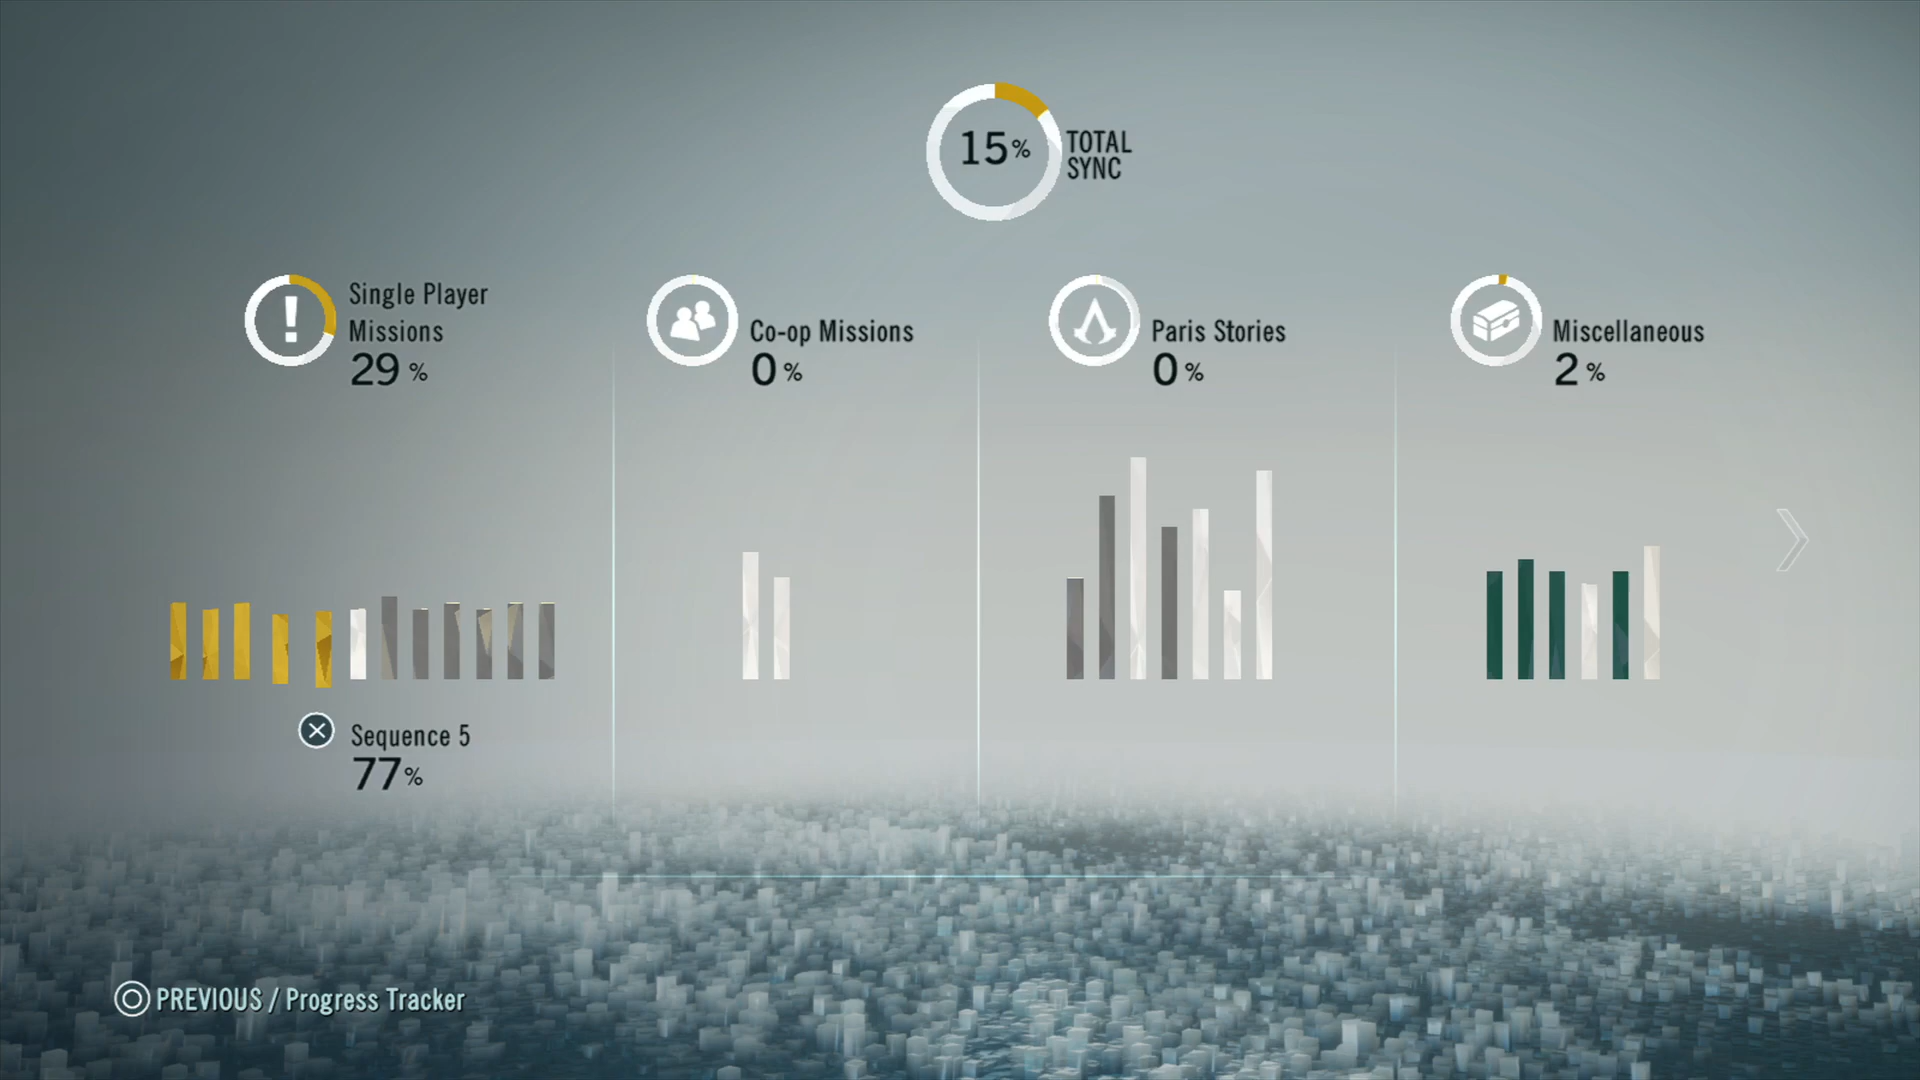 15%
TOTAL
SYNC
Single Player
Missions
29 %
Co-op Missions
0 %
Paris Stories
0 %
Miscellaneous
2 %
Sequence 5
77%
PREVIOUS / Progress Tracker